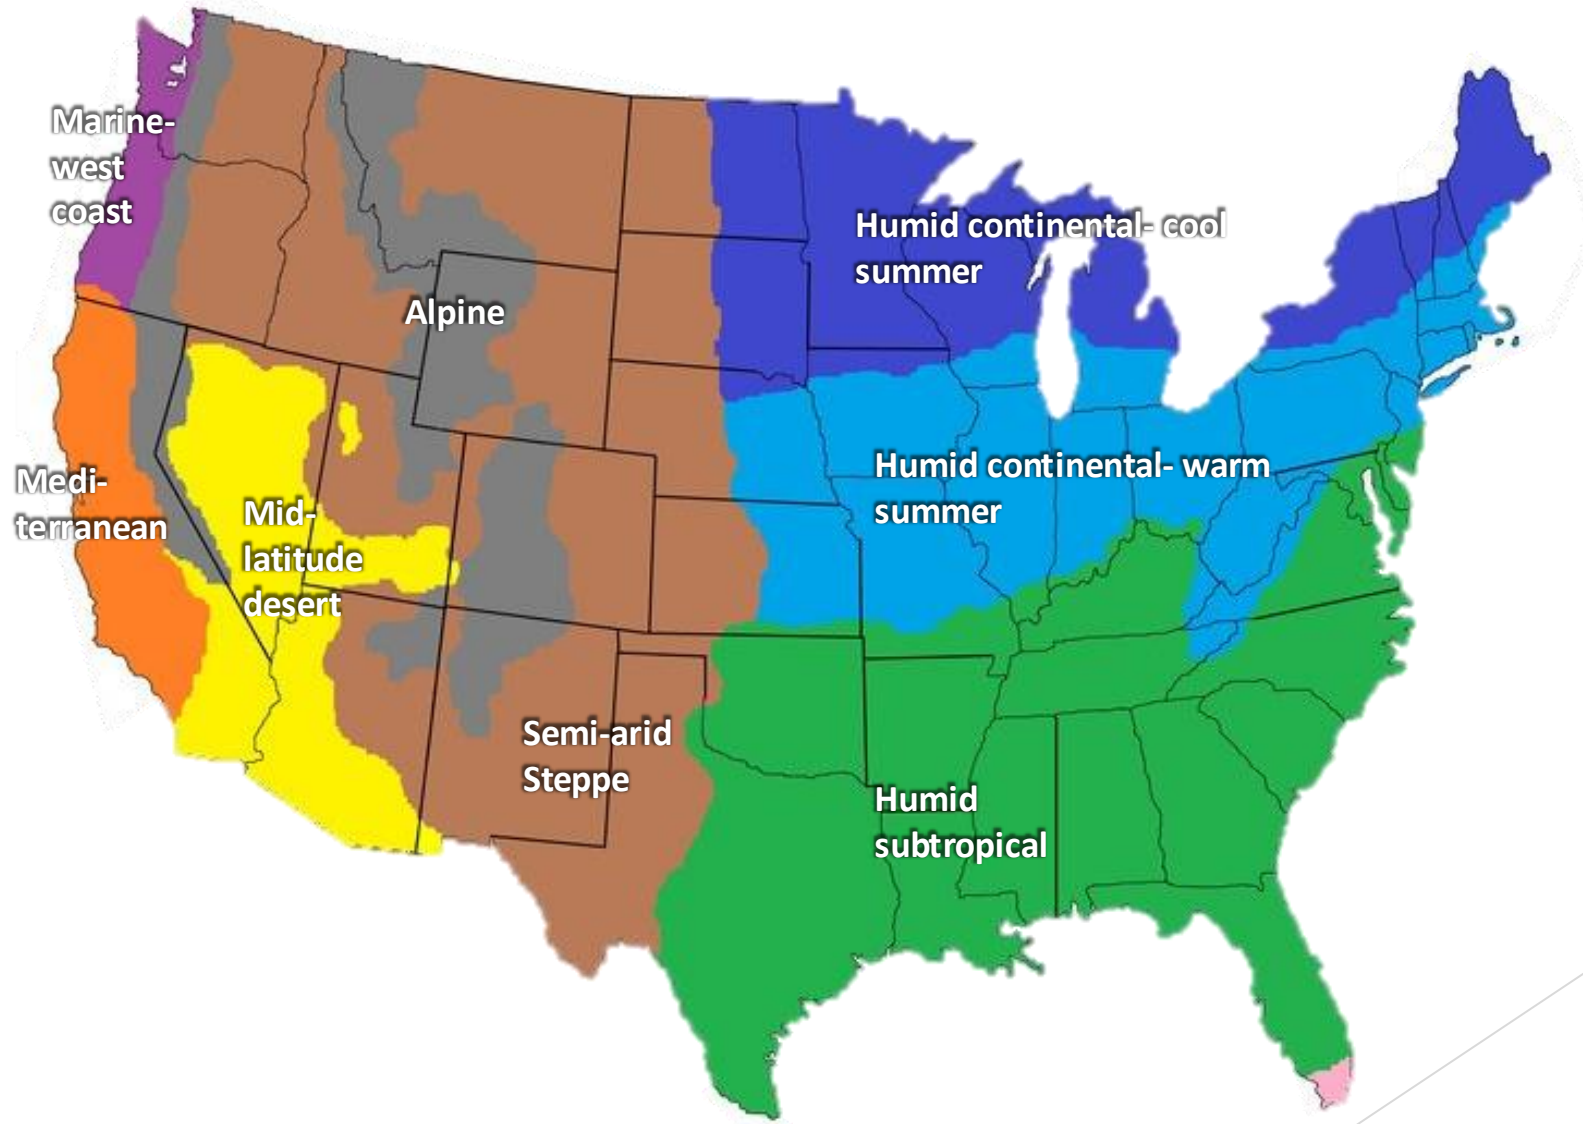 Marine-
west
coast
Humid continental- cool
summer
Alpine
Medi-
terranean
Mid-
latitude
desert
Humid continental- warm
summer
Semi-arid
Steppe
Humid
subtropical